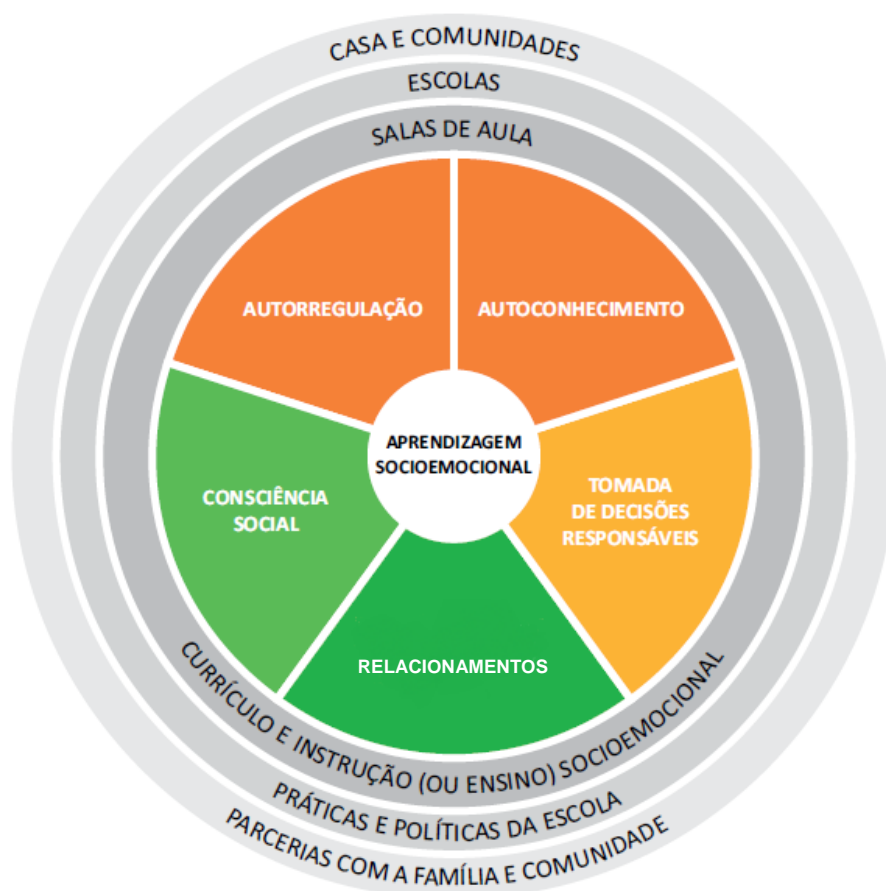 CASA E COMUNIDADES
ESCOLAS
SALAS DE AULA
AUTORREGULAÇÃO
AUTOCONHECIMENTO
APRENDIZAGEM
SOCIOEMOCIONAL
CONSCIÊNCIA
SOCIAL
TOMADA
DE DECISÕES
RESPONSÁVEIS
RELACIONAMENTOS
CURRÍCULO E INSTRUÇÃO (OU ENSINO) SOCIOEMOCIONAL
PRÁTICAS E POLÍTICAS DA ESCOLA
PARCERIAS COM A FAMÍLIA E COMUNIDADE